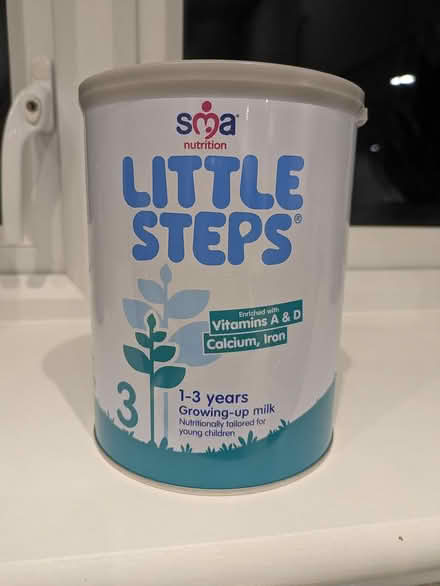 sma
nutrition
LITTLE
STEPS®
Enriched with
Vitamins A & D
Calcium, Iron
3
1-3 years
Growing-up milk
Nutritionally tailored for
young children